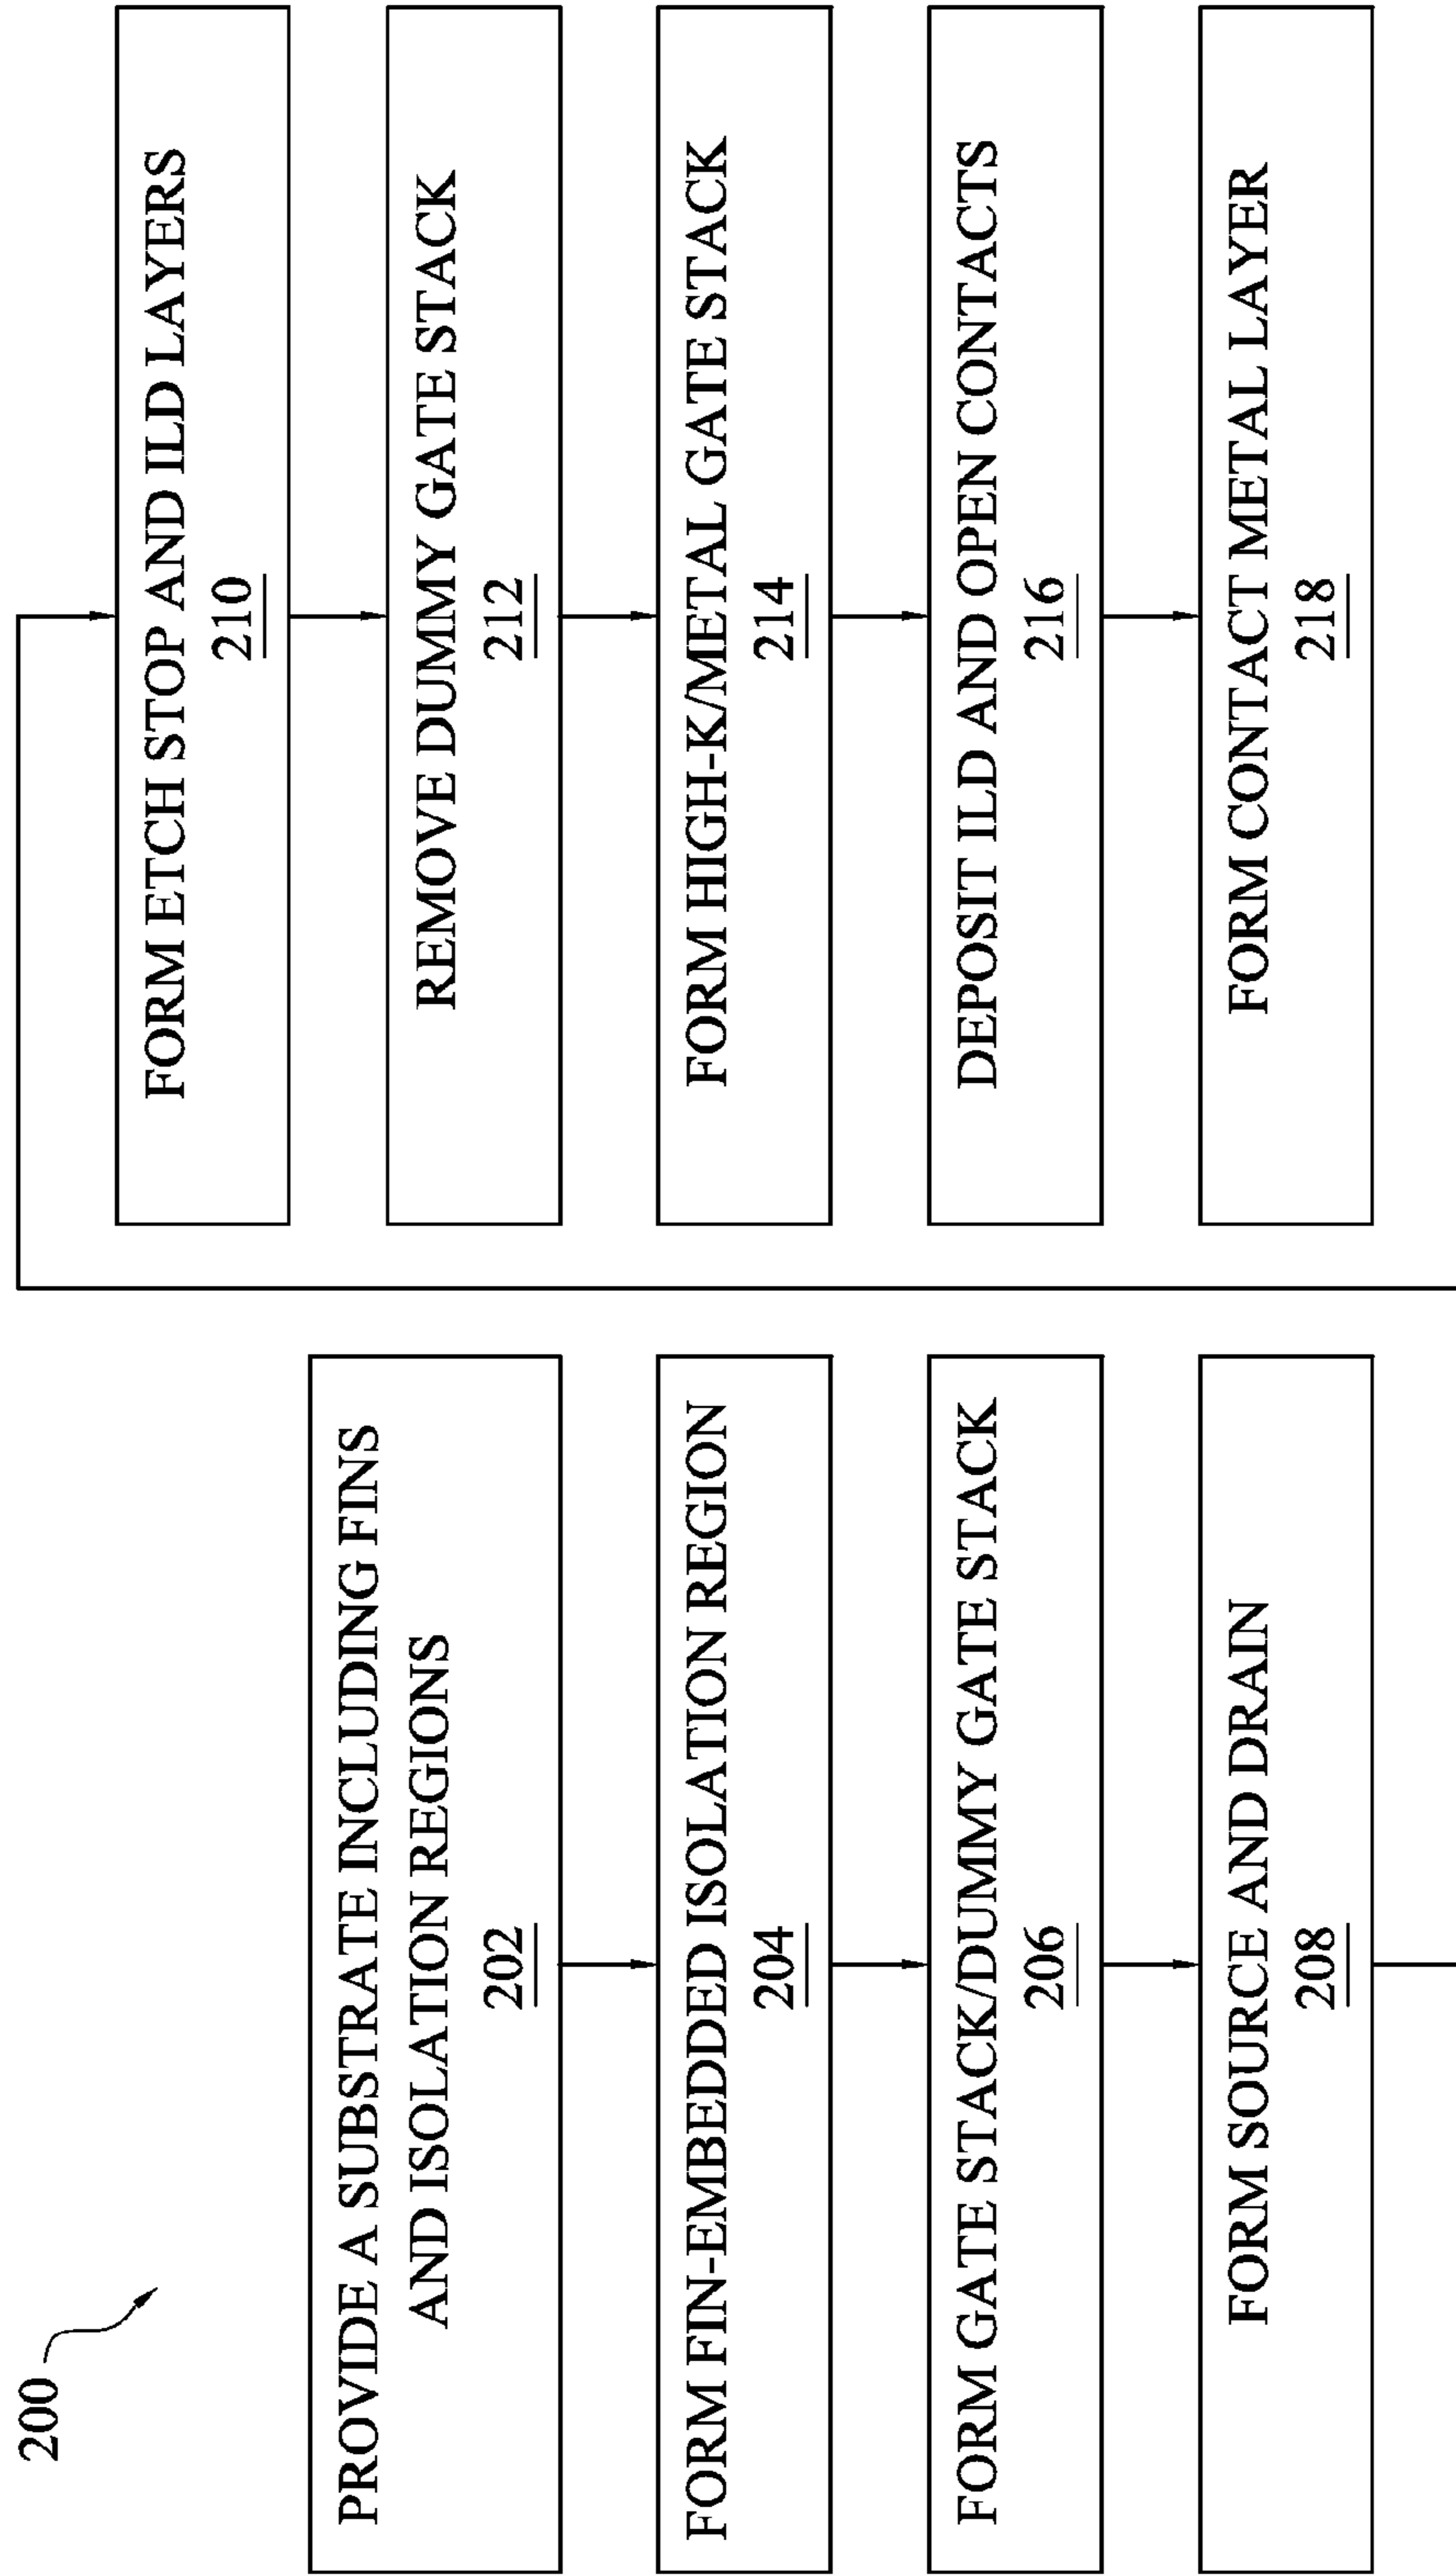 200
PROVIDE A SUBSTRATE INCLUDING FINS
AND ISOLATION REGIONS
202
FORM FIN-EMBEDDED ISOLATION REGION
204
FORM GATE STACK/DUMMY GATE STACK
206
FORM SOURCE AND DRAIN
208
FORM ETCH STOP AND ILD LAYERS
210
REMOVE DUMMY GATE STACK
212
FORM HIGH-K/METAL GATE STACK
214
DEPOSIT ILD AND OPEN CONTACTS
216
FORM CONTACT METAL LAYER
218